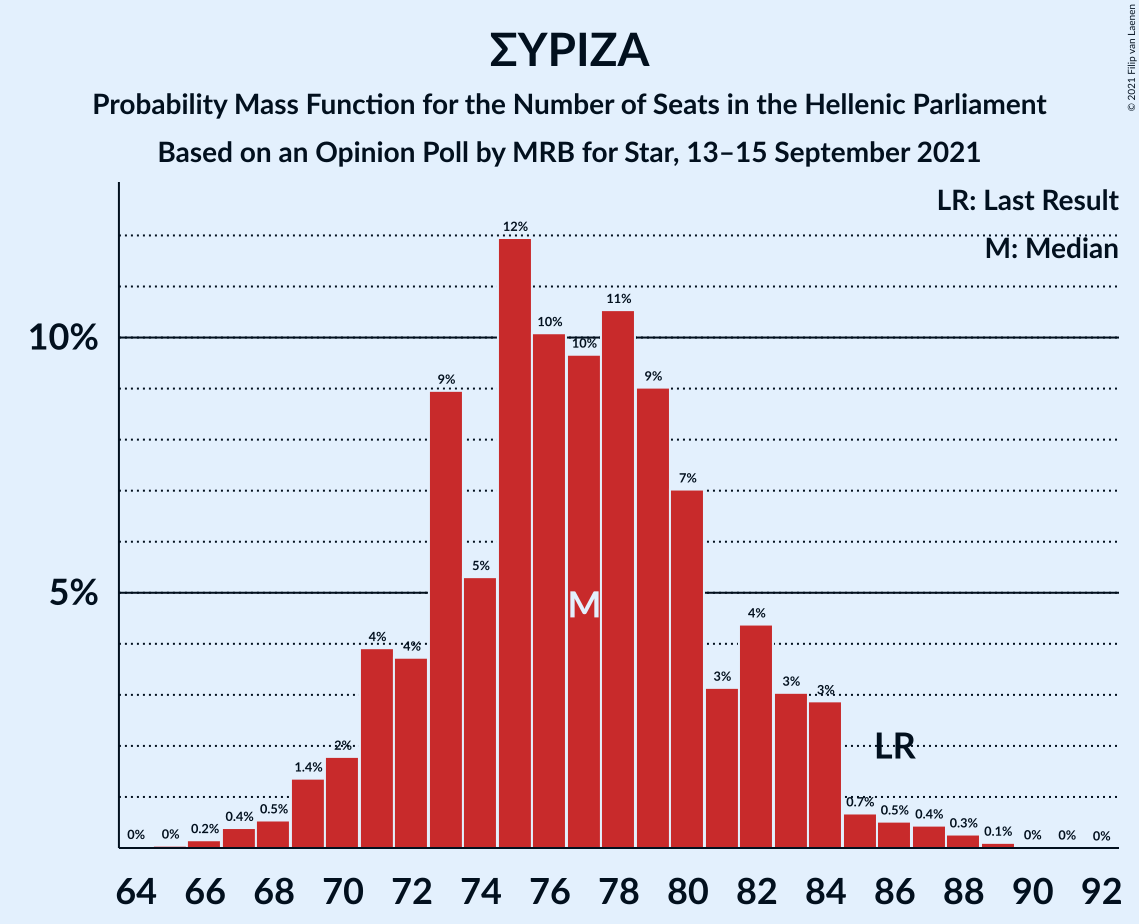 © 2021 Filip van Laenen
ΣΥΡΙΖΑ
Probability Mass Function for the Number of Seats in the Hellenic Parliament
Based on an Opinion Poll by MRB for Star, 13–15 September 2021
LR: Last Result
M: Median
10%
5%
0% 0% 0.2% 0.4% 0.5% 1.4% 2% 4% 4% 9% 5% 12% 10% 10% 11% 9% 7% 3% 4% 3% 3% 0.7% 0.5% 0.4% 0.3% 0.1% 0% 0% 0%
M
LR
64 66 68 70 72 74 76 78 80 82 84 86 88 90 92